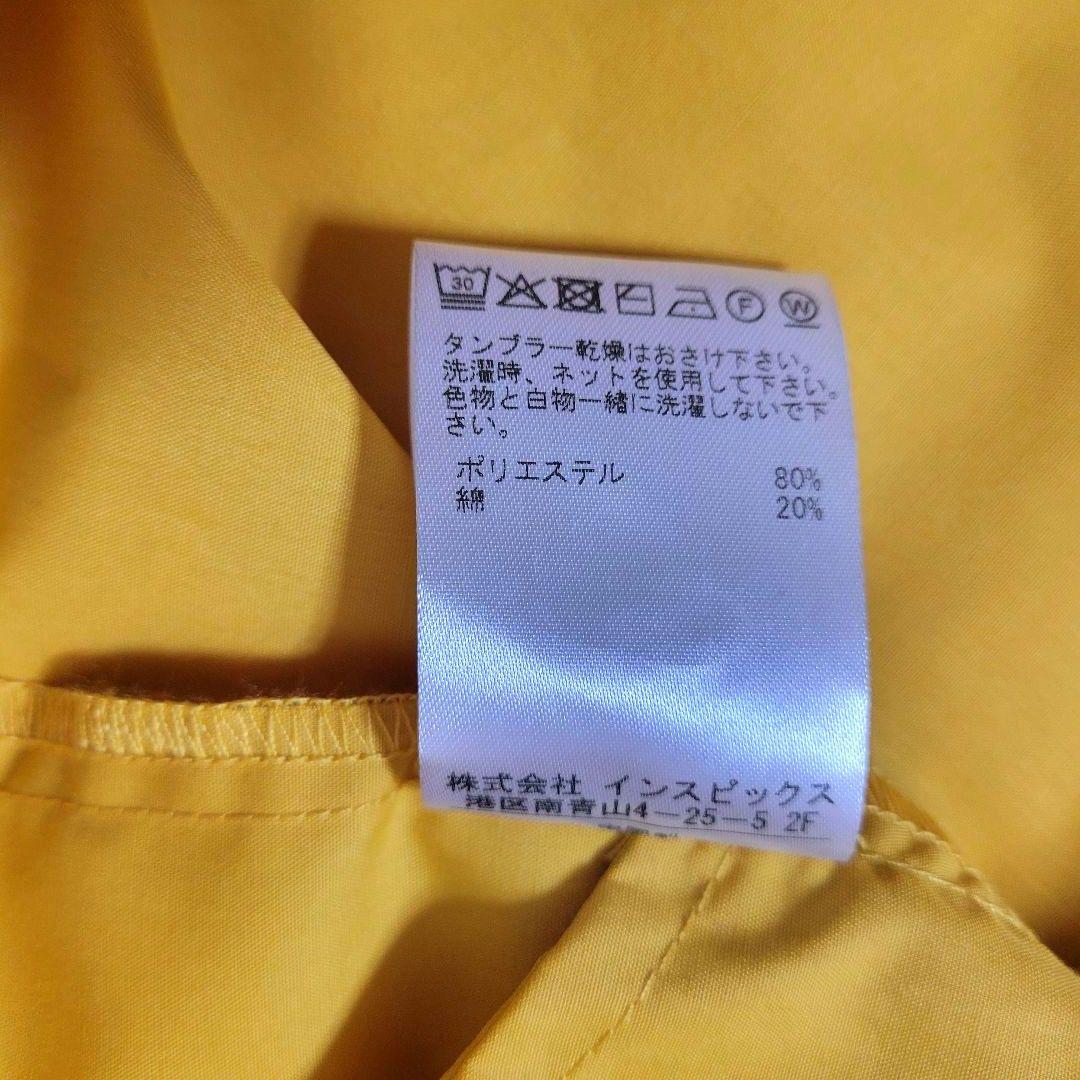 30 F W
タンブラー乾燥はおさけ下さい。
洗濯時、ネットを使用して下さい。
色物と白物一緒に洗濯しないで下
さい。
ポリエステル 80%
綿 20%
株式会社 インスピックス
港区南青山4-25-5 2F